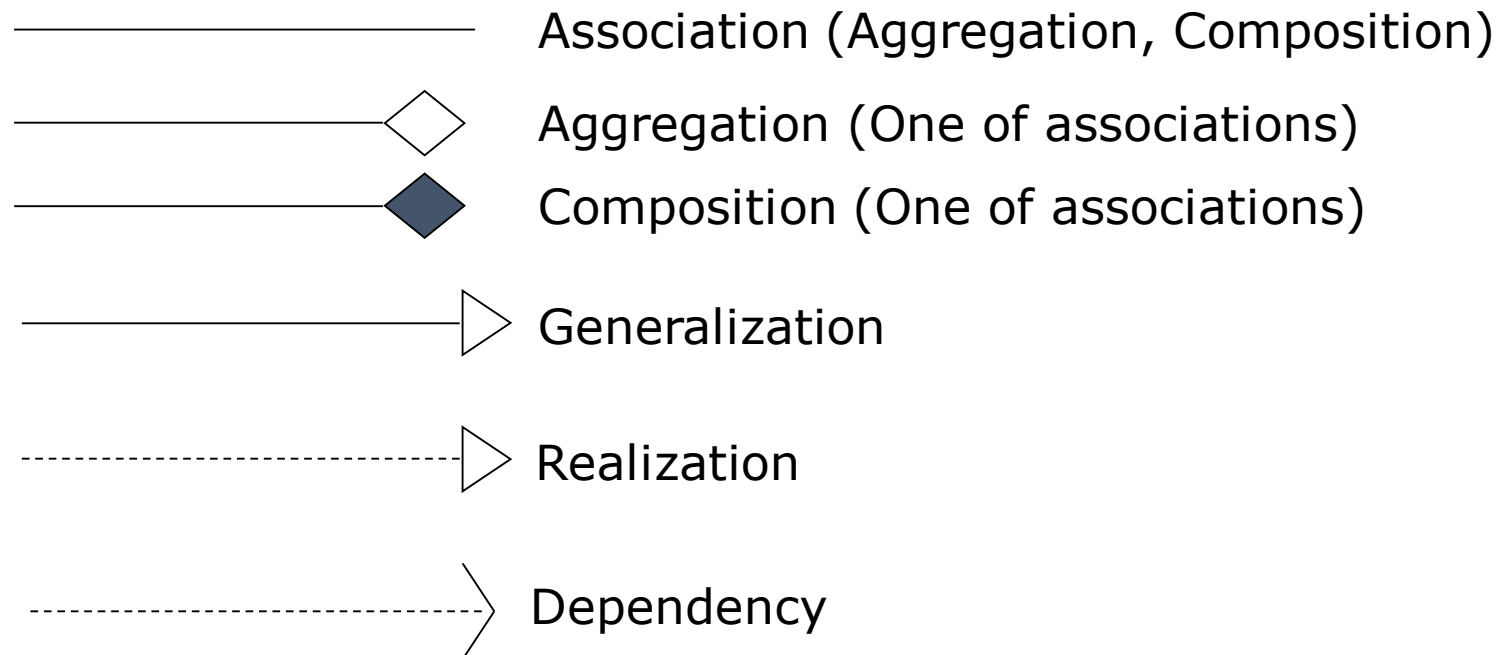 Association (Aggregation, Composition)
Aggregation (One of associations)
Composition (One of associations)
Generalization
Realization
Dependency